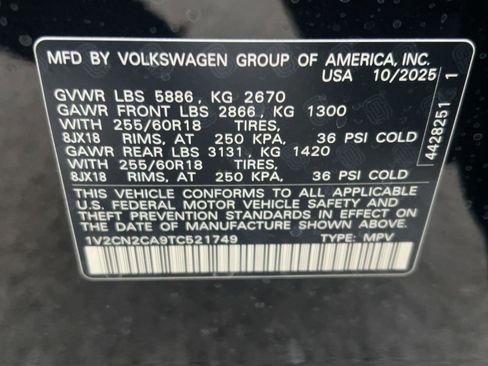 MFD BY VOLKSWAGEN GROUP OF AMERICA, INC.
USA 10/2025
GVWR LBS 5886 , KG 2670
GAWR FRONT LBS 2866 , KG 1300
WITH 255/60R18 TIRES,
8JX18 RIMS, AT 250 KPA, 36 PSI COLD
GAWR REAR LBS 3131 , KG 1420
WITH 255/60R18 TIRES,
8JX18 RIMS, AT 250 KPA, 36 PSI COLD
THIS VEHICLE CONFORMS TO ALL APPLICABLE
U.S. FEDERAL MOTOR VEHICLE SAFETY AND
THEFT PREVENTION STANDARDS IN EFFECT ON
THE DATE OF MANUFACTURE SHOWN ABOVE.
1V2CN2CA9TC521749 TYPE: MPV
4428251 1